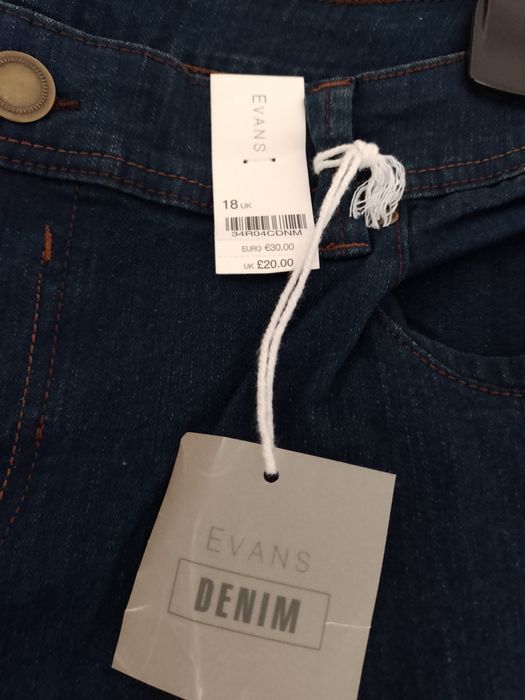 EVANS
18 UK
34R04CDNM
EURO €30.00
UK £20.00
EVANS
DENIM